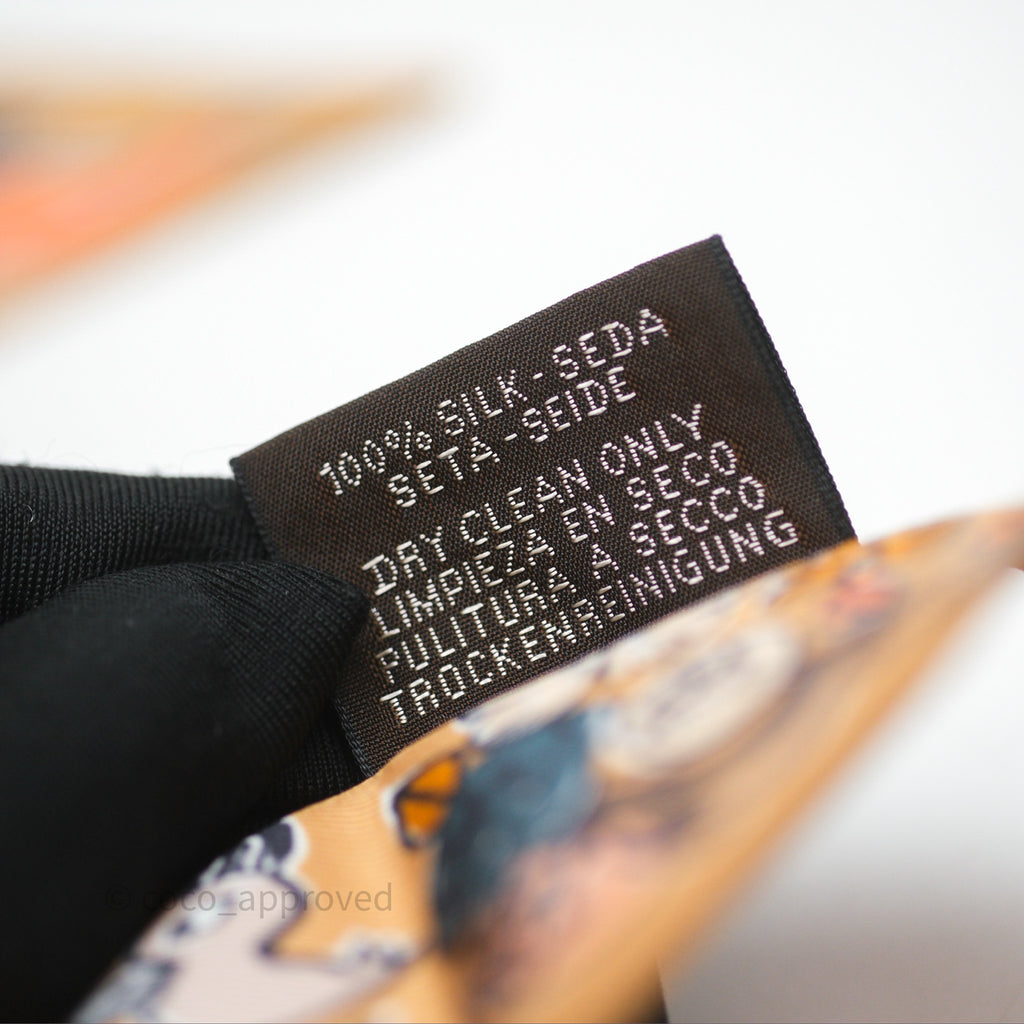 100% SILK - SEDA
SETA - SEIDE
DRY CLEAN ONLY
LIMPIEZA EN SECO
PULITURA A SECCO
TROCKENREINIGUNG
© coco_approved